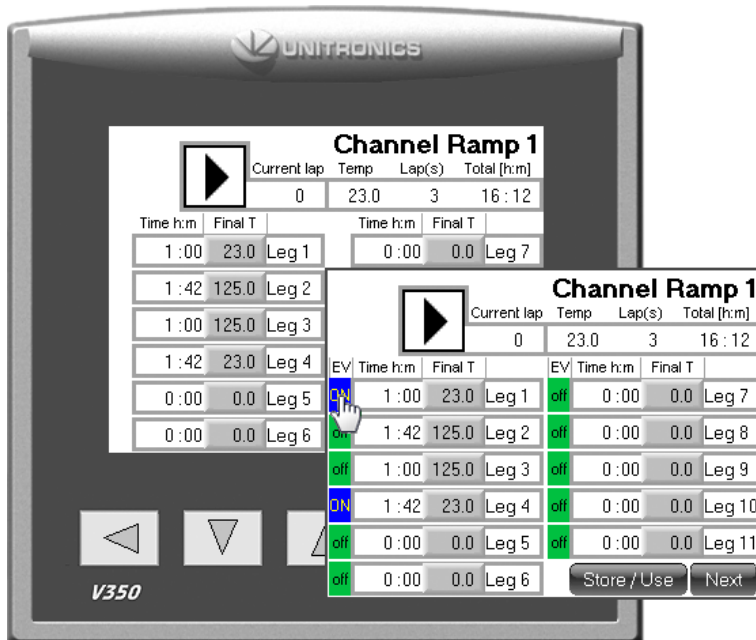 UNITRONICS
Channel Ramp 1
Current lap Temp Lap(s) Total [h:m]
0 23.0 3 16:12
Time h:m Final T Time h:m Final T
1:00 23.0 Leg 1 0:00 0.0 Leg 7
1:42 125.0 Leg 2
1:00 125.0 Leg 3
1:42 23.0 Leg 4
0:00 0.0 Leg 5
0:00 0.0 Leg 6
Channel Ramp 1
Current lap Temp Lap(s) Total [h:m]
0 23.0 3 16:12
EV Time h:m Final T EV Time h:m Final T
ON 1:00 23.0 Leg 1 off 0:00 0.0 Leg 7
off 1:42 125.0 Leg 2 off 0:00 0.0 Leg 8
off 1:00 125.0 Leg 3 off 0:00 0.0 Leg 9
ON 1:42 23.0 Leg 4 off 0:00 0.0 Leg 10
off 0:00 0.0 Leg 5 off 0:00 0.0 Leg 11
off 0:00 0.0 Leg 6 Store / Use Next
V350